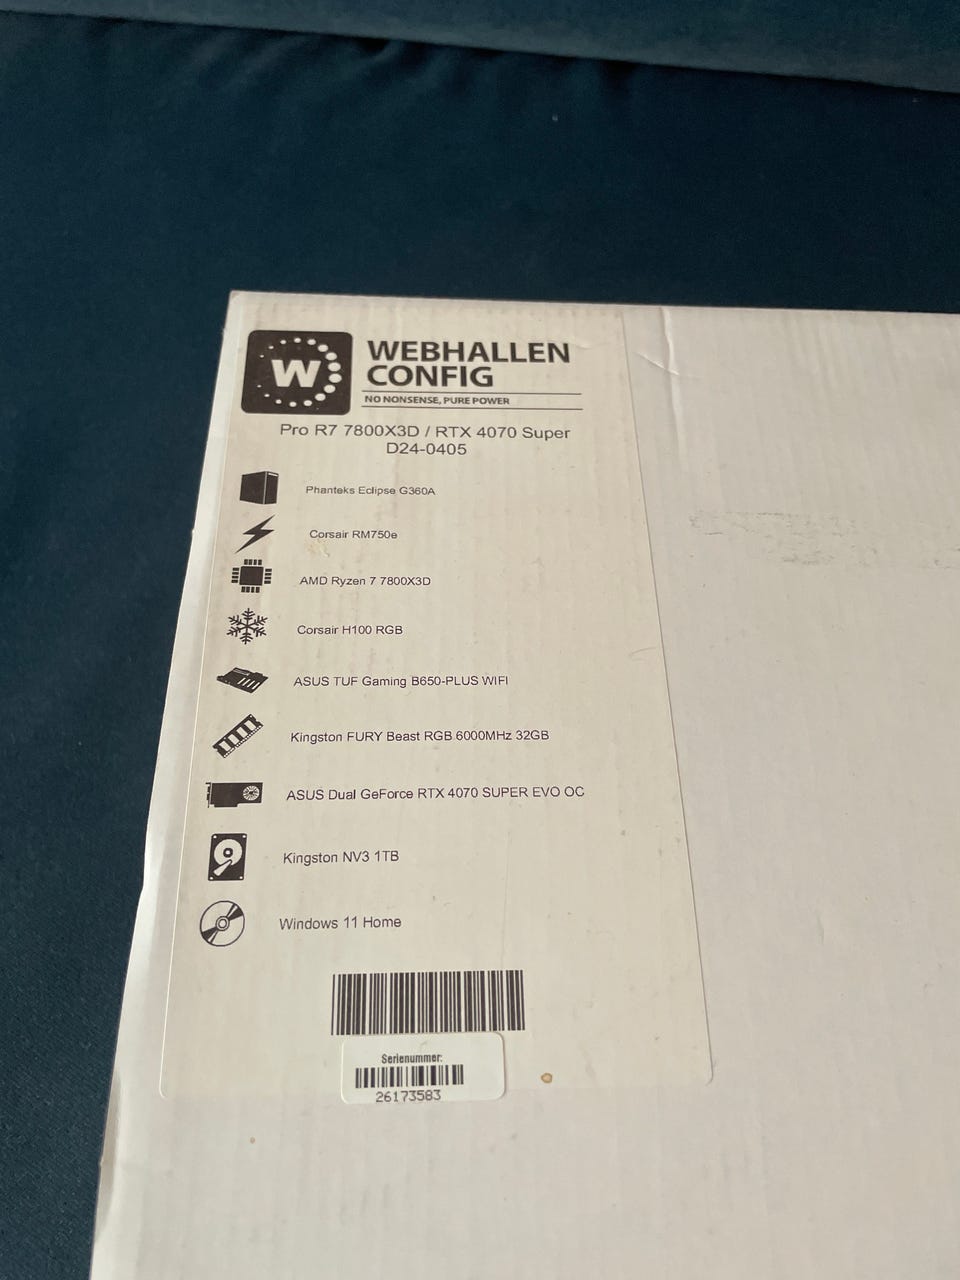 W
WEBHALLEN
CONFIG
NO NONSENSE, PURE POWER
Pro R7 7800X3D / RTX 4070 Super
D24-0405
Phanteks Eclipse G360A
Corsair RM750e
AMD Ryzen 7 7800X3D
Corsair H100 RGB
ASUS TUF Gaming B650-PLUS WIFI
Kingston FURY Beast RGB 6000MHz 32GB
ASUS Dual GeForce RTX 4070 SUPER EVO OC
Kingston NV3 1TB
Windows 11 Home
Serienummer:
26173583